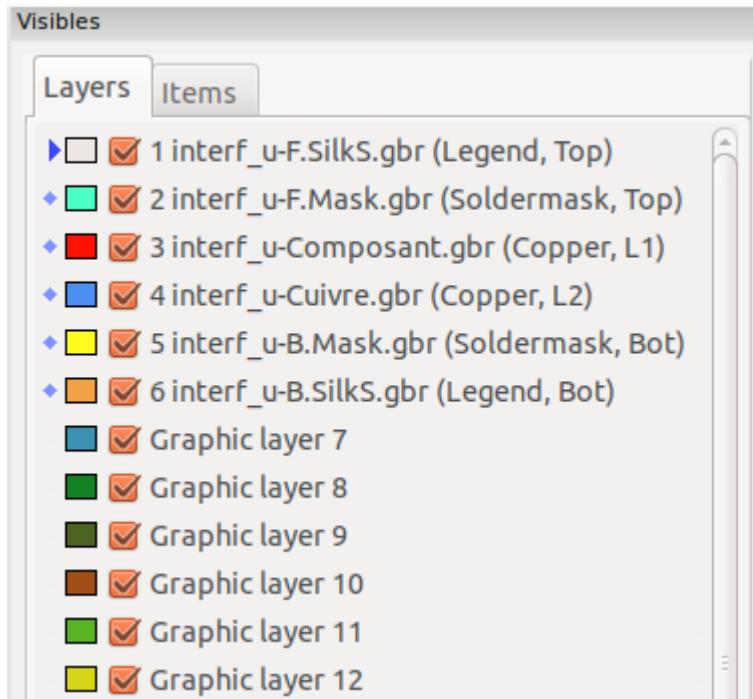 Visibles
Layers
Items
1 interf_u-F.SilkS.gbr (Legend, Top)
2 interf_u-F.Mask.gbr (Soldermask, Top)
3 interf_u-Composant.gbr (Copper, L1)
4 interf_u-Cuivre.gbr (Copper, L2)
5 interf_u-B.Mask.gbr (Soldermask, Bot)
6 interf_u-B.SilkS.gbr (Legend, Bot)
Graphic layer 7
Graphic layer 8
Graphic layer 9
Graphic layer 10
Graphic layer 11
Graphic layer 12